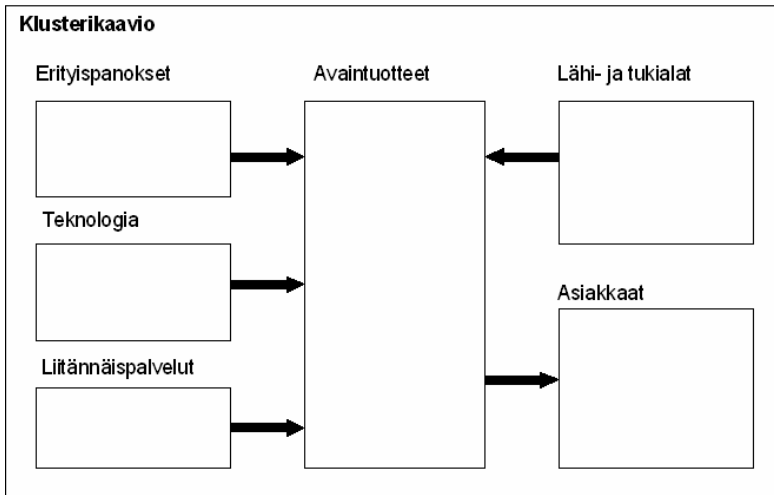 Klusterikaavio
Erityispanokset
Avaintuotteet
Lähi- ja tukialat
Teknologia
Asiakkaat
Liitännäispalvelut